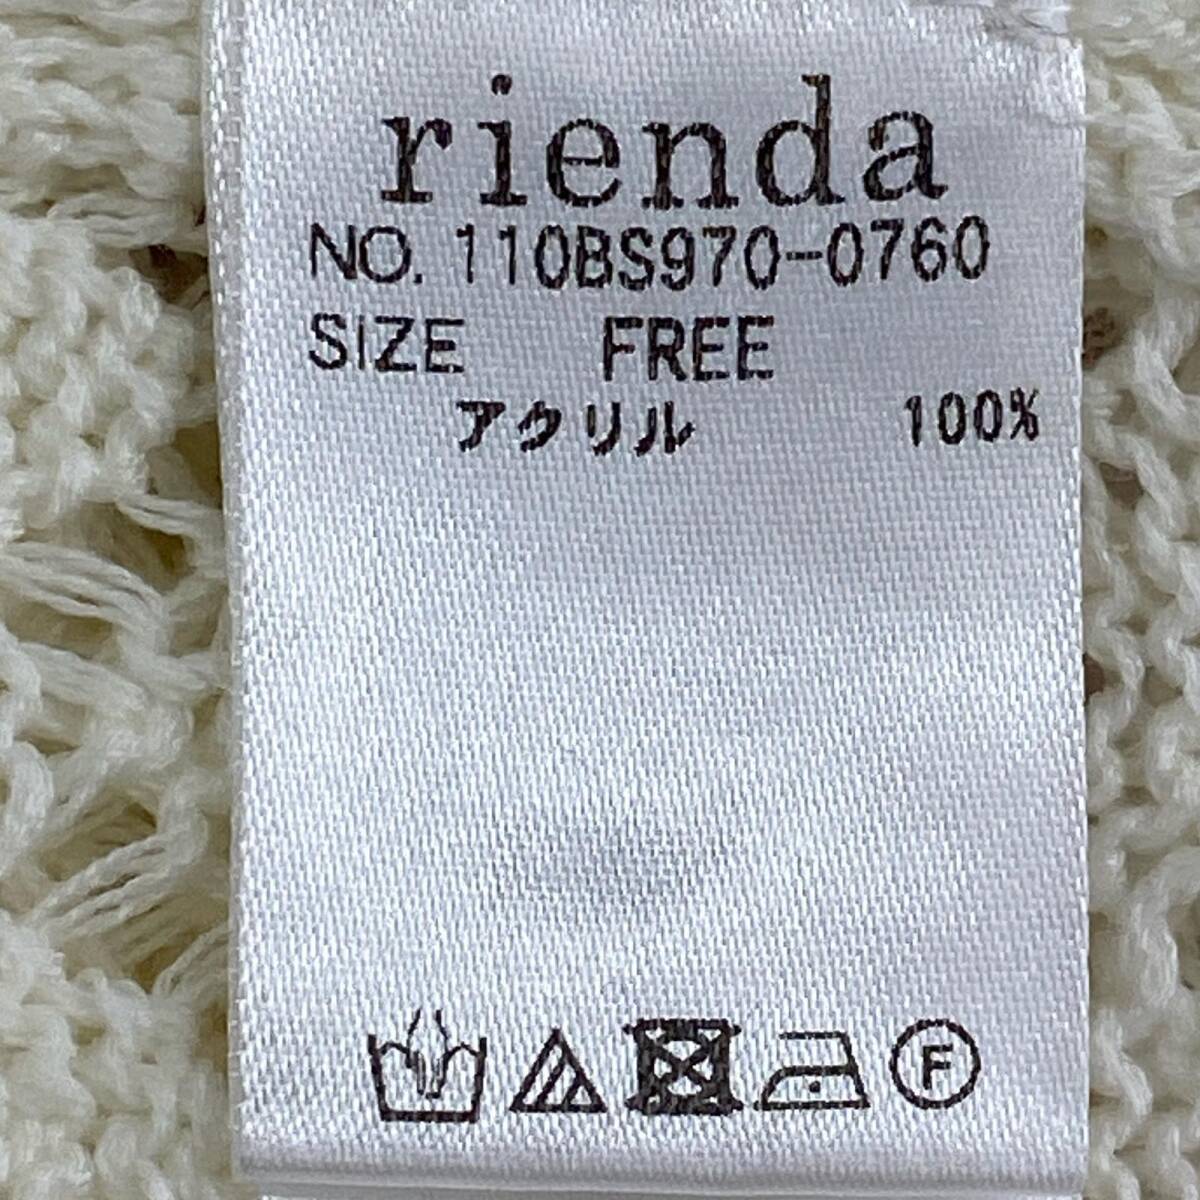 rienda
NO. 110BS970-0760
SIZE FREE
アクリル 100%
F